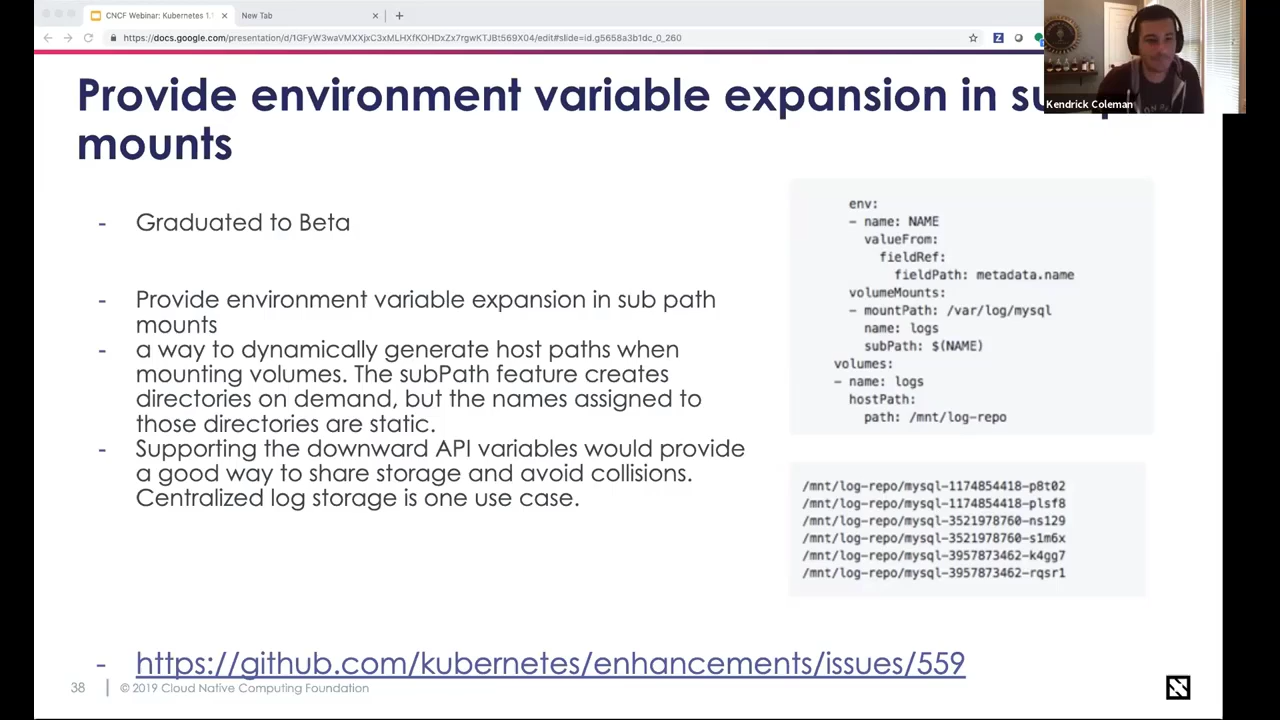 CNCF Webinar: Kubernetes 1.
New Tab
https://docs.google.com/presentation/d/1GFyW3waVMXXjxC3xMLHXfKOHDxZx7rgwKTJBt569X04/edit#slide=id.g5658a3b1dc_0_260
Z
Kendrick Coleman
Provide environment variable expansion in su
mounts
- Graduated to Beta
- Provide environment variable expansion in sub path
mounts
- a way to dynamically generate host paths when
mounting volumes. The subPath feature creates
directories on demand, but the names assigned to
those directories are static.
- Supporting the downward API variables would provide
a good way to share storage and avoid collisions.
Centralized log storage is one use case.
env:
- name: NAME
valueFrom:
fieldRef:
fieldPath: metadata.name
volumeMounts:
- mountPath: /var/log/mysql
name: logs
subPath: $(NAME)
volumes:
- name: logs
hostPath:
path: /mnt/log-repo
/mnt/log-repo/mysql-1174854418-p8t02
/mnt/log-repo/mysql-1174854418-plsf8
/mnt/log-repo/mysql-3521978760-ns129
/mnt/log-repo/mysql-3521978760-s1m6x
/mnt/log-repo/mysql-3957873462-k4gg7
/mnt/log-repo/mysql-3957873462-rqsr1
- https://github.com/kubernetes/enhancements/issues/559
38 | © 2019 Cloud Native Computing Foundation